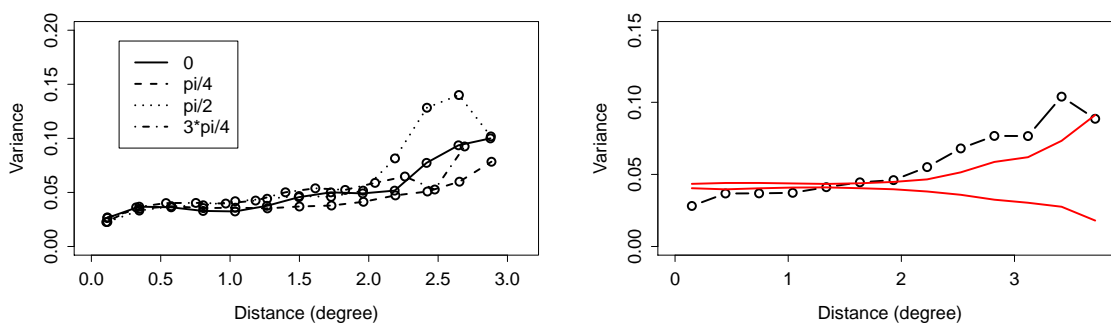 0.00 0.05 0.10 0.15 0.20
Variance
0
pi/4
pi/2
3*pi/4
0.0 0.5 1.0 1.5 2.0 2.5 3.0
Distance (degree)
0.00 0.05 0.10 0.15
Variance
0 1 2 3
Distance (degree)